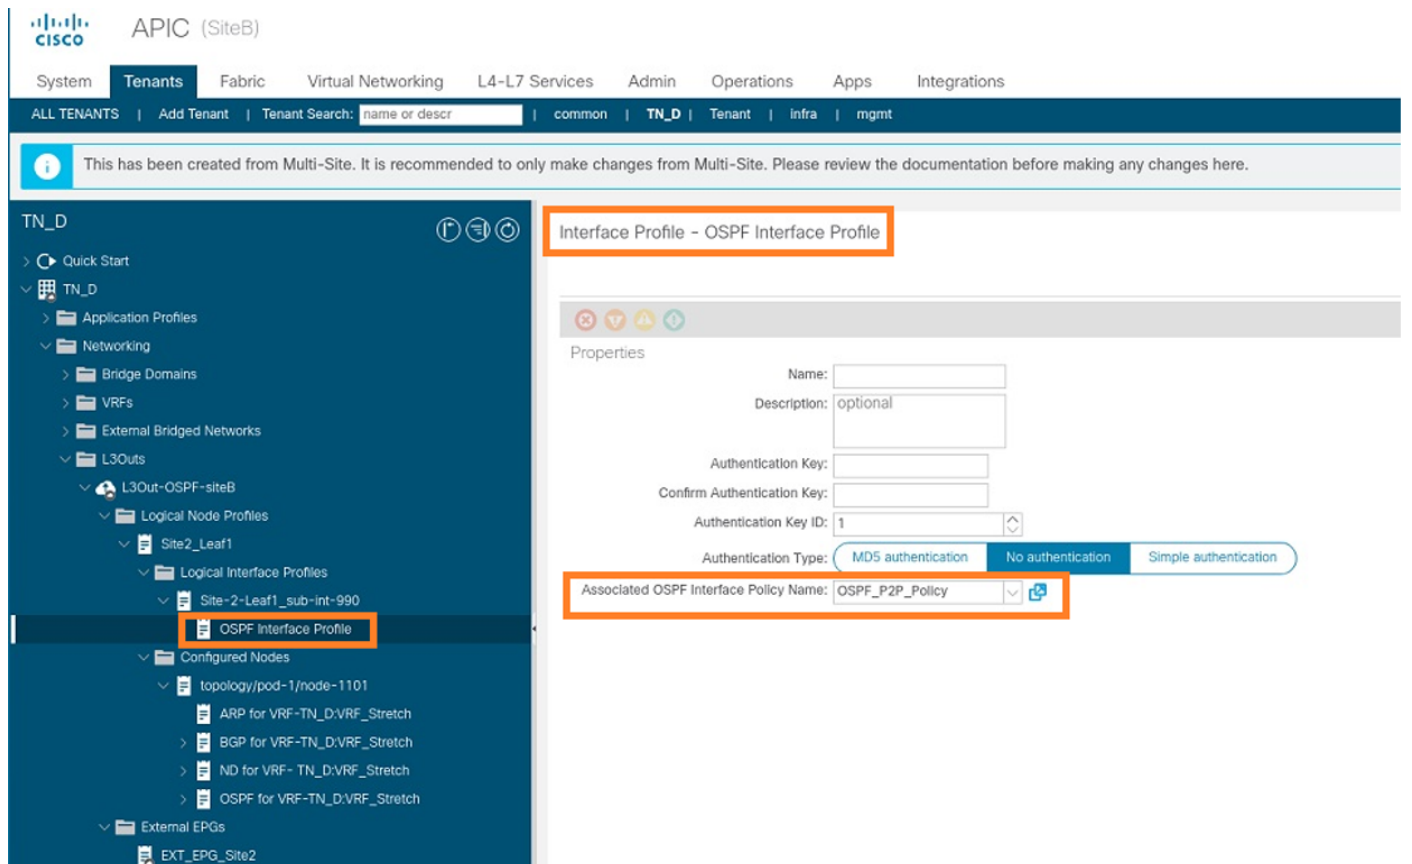 CISCO APIC (SiteB)
System Tenants Fabric Virtual Networking L4-L7 Services Admin Operations Apps Integrations
ALL TENANTS | Add Tenant | Tenant Search: name or descr | common | TN_D | Tenant | infra | mgmt
i This has been created from Multi-Site. It is recommended to only make changes from Multi-Site. Please review the documentation before making any changes here.
TN_D
Quick Start
TN_D
Application Profiles
Networking
Bridge Domains
VRFs
External Bridged Networks
L3Outs
L3Out-OSPF-siteB
Logical Node Profiles
Site2_Leaf1
Logical Interface Profiles
Site-2-Leaf1_sub-int-990
OSPF Interface Profile
Configured Nodes
topology/pod-1/node-1101
ARP for VRF-TN_D:VRF_Stretch
BGP for VRF-TN_D:VRF_Stretch
ND for VRF- TN_D:VRF_Stretch
OSPF for VRF-TN_D:VRF_Stretch
External EPGs
EXT_EPG_Site2
Interface Profile - OSPF Interface Profile
Properties
Name:
Description: optional
Authentication Key:
Confirm Authentication Key:
Authentication Key ID: 1
Authentication Type: MD5 authentication No authentication Simple authentication
Associated OSPF Interface Policy Name: OSPF_P2P_Policy